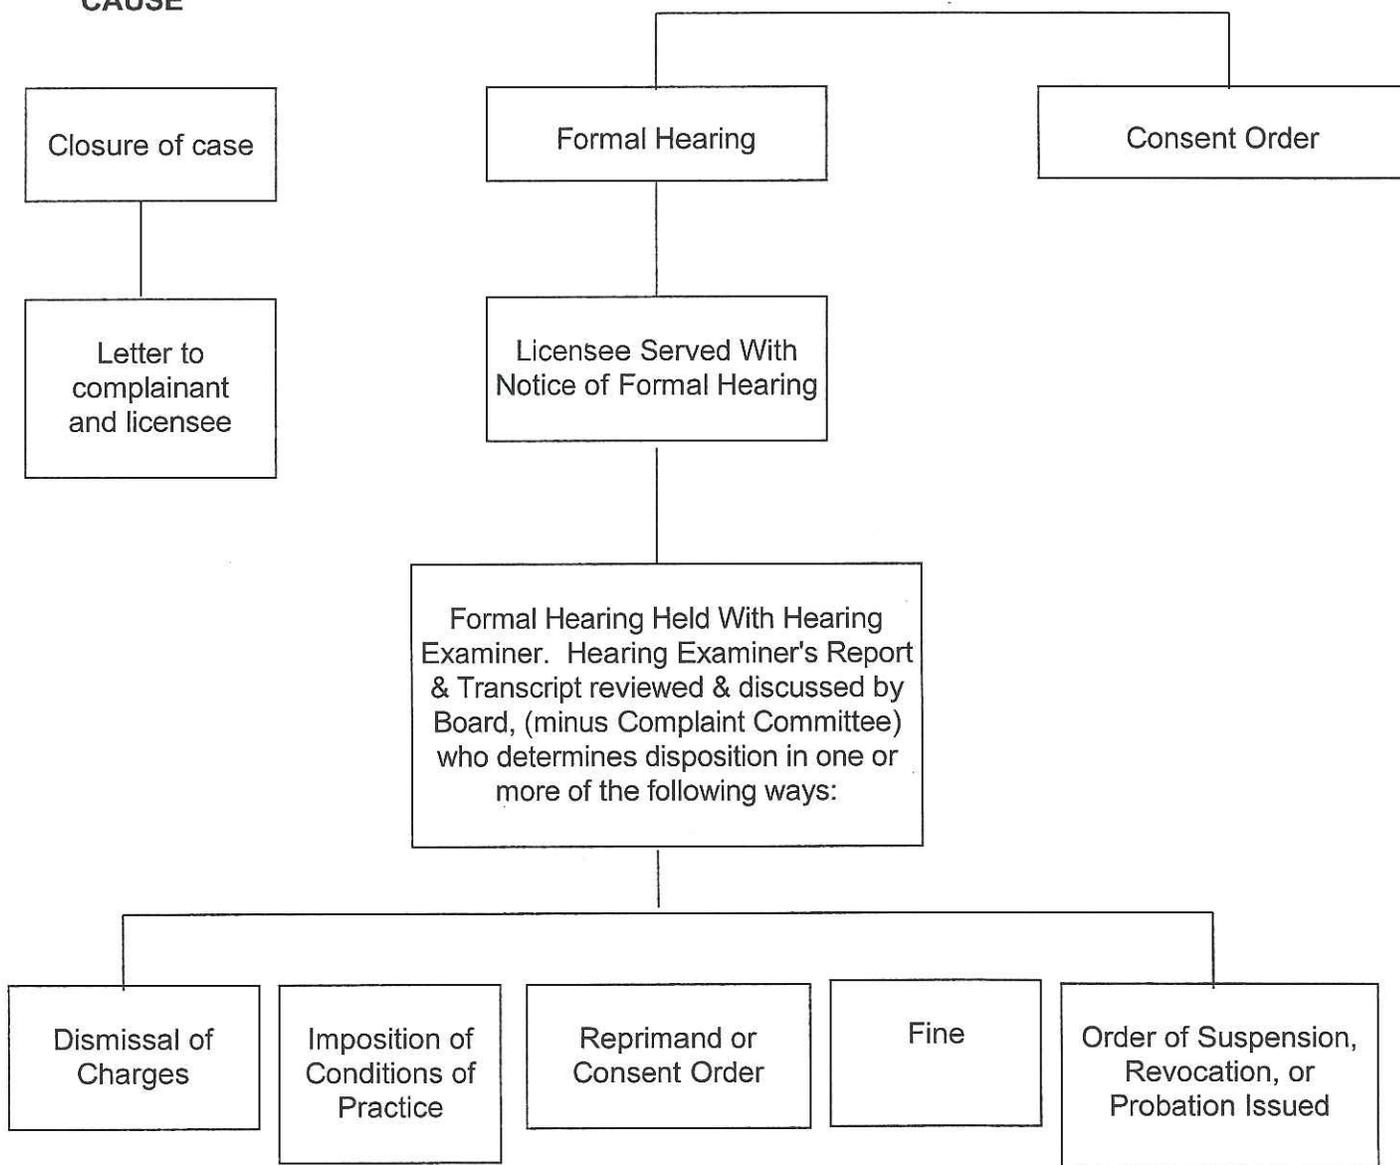 CAUSE
Closure of case
Formal Hearing
Consent Order
Letter to
complainant
and licensee
Licensee Served With
Notice of Formal Hearing
Formal Hearing Held With Hearing
Examiner.  Hearing Examiner's Report
& Transcript reviewed & discussed by
Board, (minus Complaint Committee)
who determines disposition in one or
more of the following ways:
Dismissal of
Charges
Imposition of
Conditions of
Practice
Reprimand or
Consent Order
Fine
Order of Suspension,
Revocation, or
Probation Issued